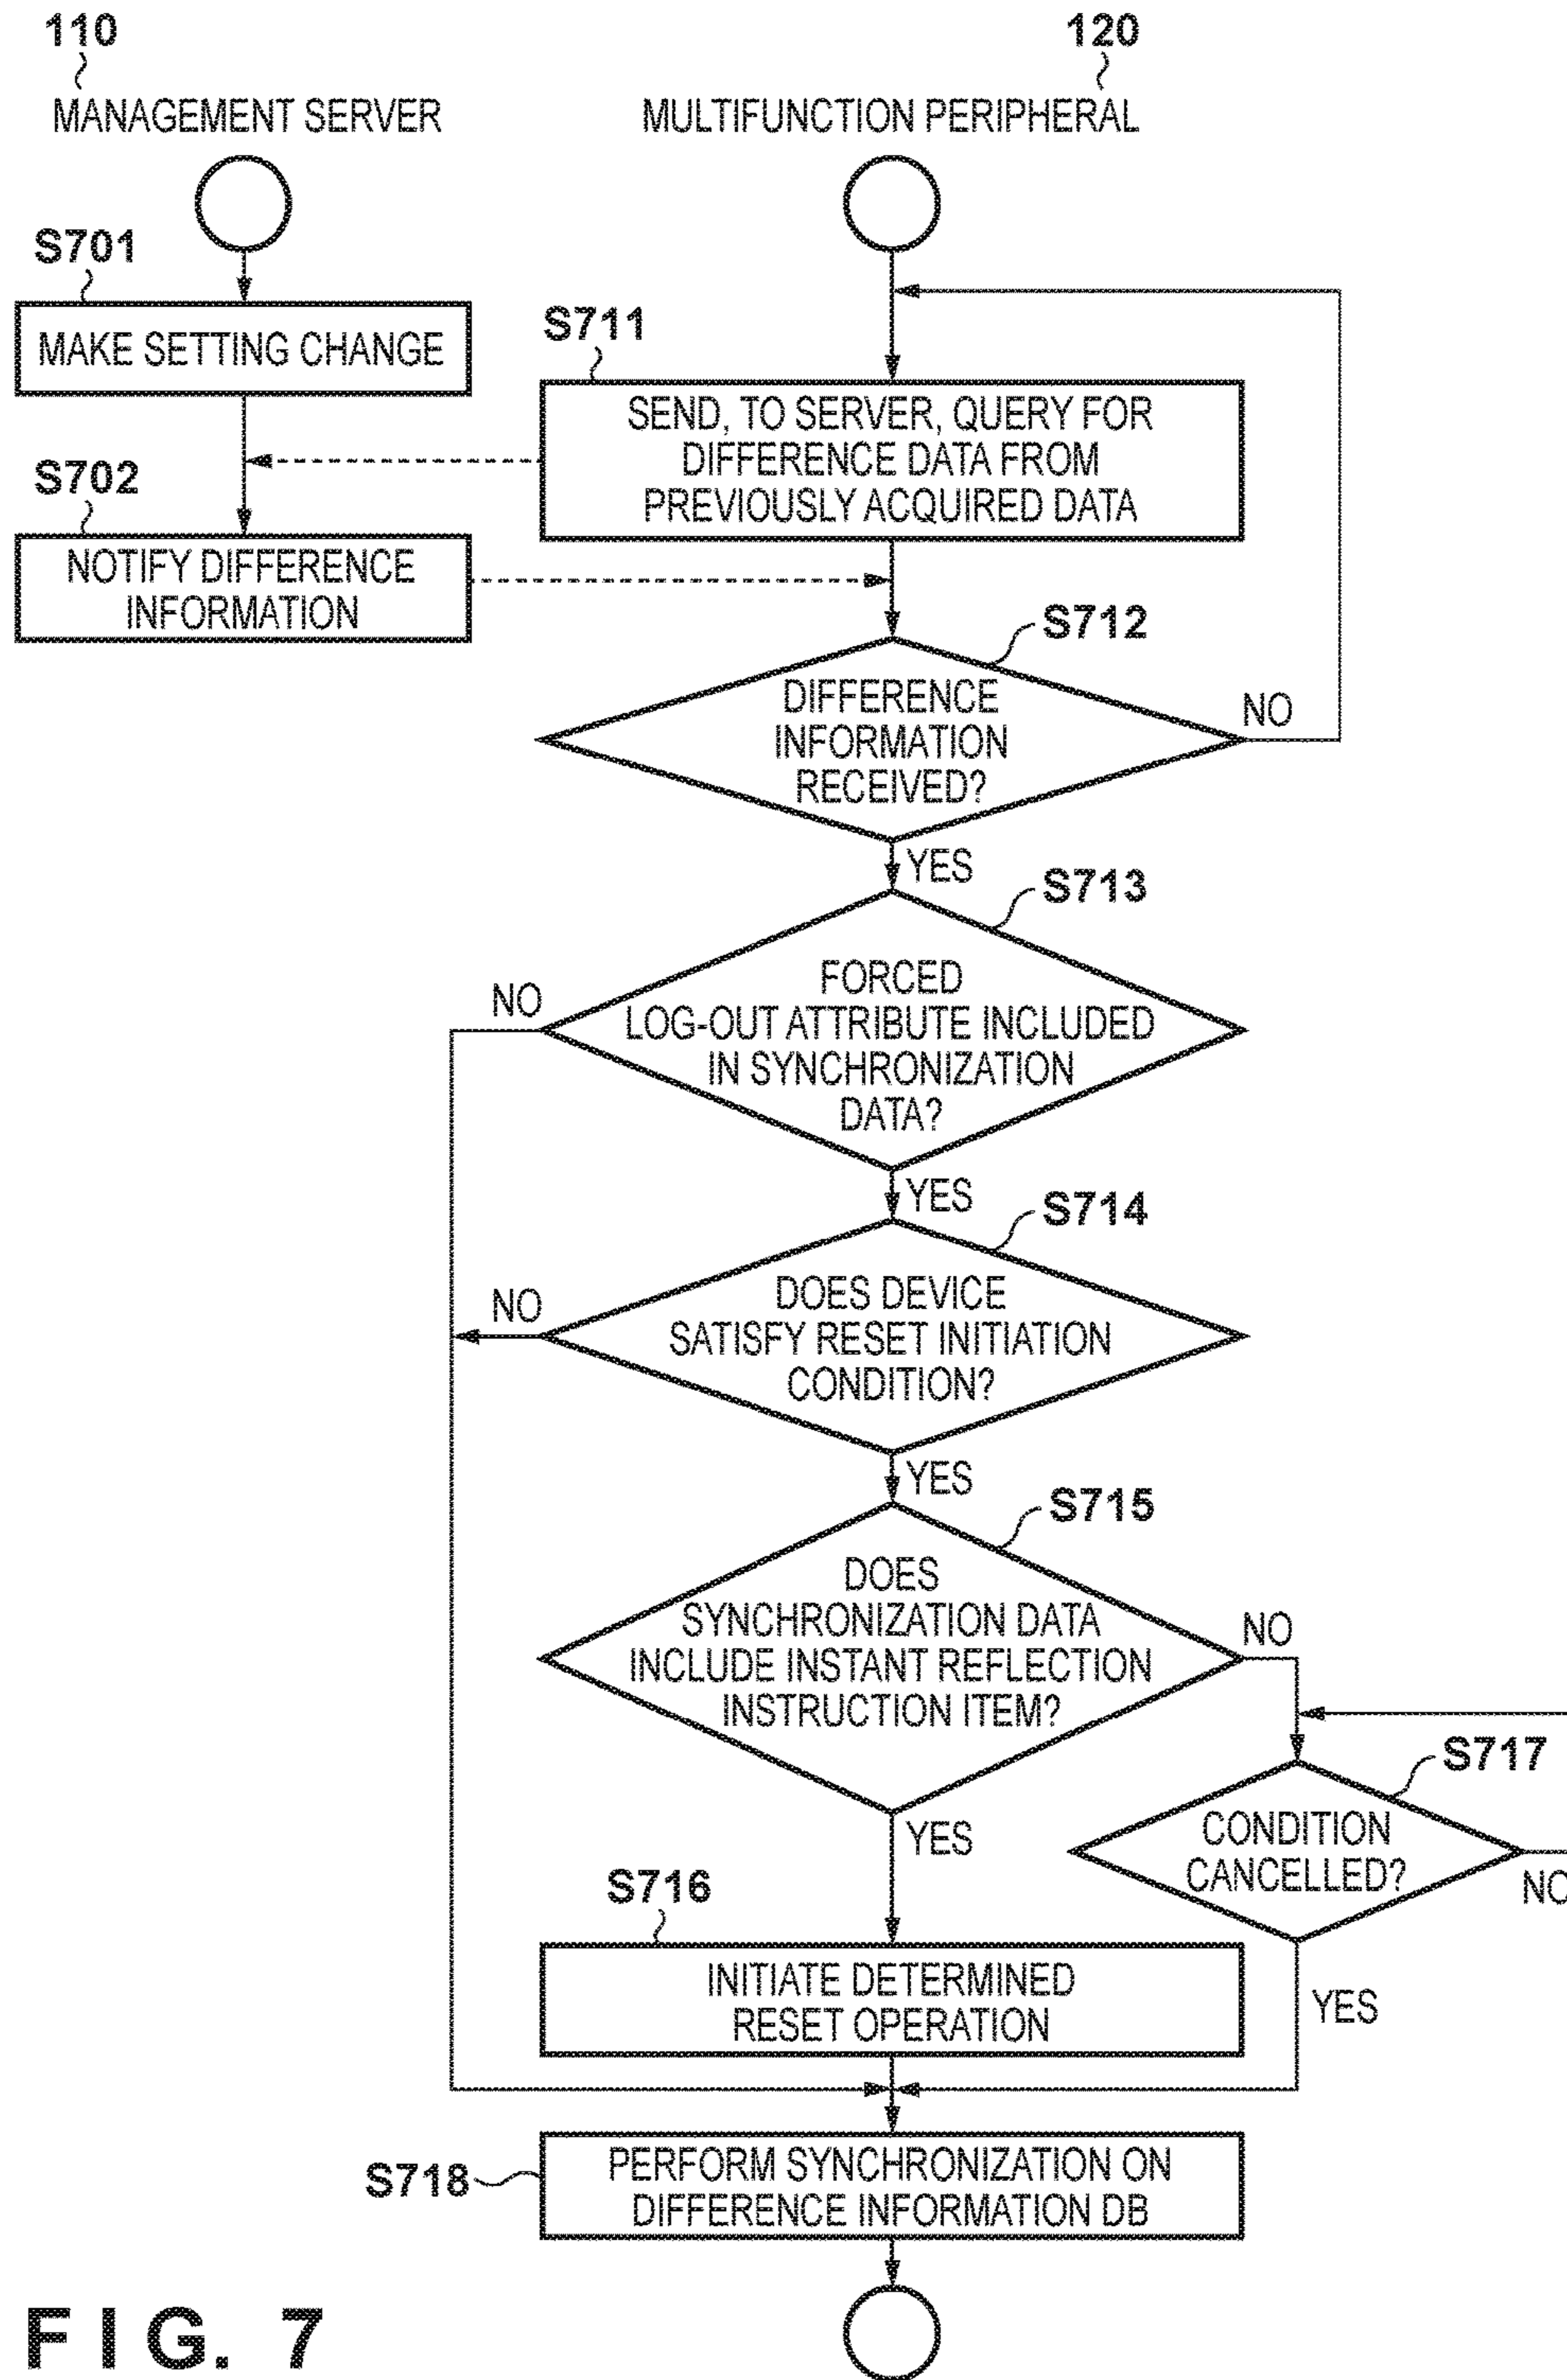 110
MANAGEMENT SERVER
120
MULTIFUNCTION PERIPHERAL
S701
MAKE SETTING CHANGE
S702
NOTIFY DIFFERENCE
INFORMATION
S711
SEND, TO SERVER, QUERY FOR
DIFFERENCE DATA FROM
PREVIOUSLY ACQUIRED DATA
S712
DIFFERENCE
INFORMATION
RECEIVED?
NO
YES
S713
FORCED
LOG-OUT ATTRIBUTE INCLUDED
IN SYNCHRONIZATION
DATA?
NO
YES
S714
DOES DEVICE
SATISFY RESET INITIATION
CONDITION?
NO
YES
S715
DOES
SYNCHRONIZATION DATA
INCLUDE INSTANT REFLECTION
INSTRUCTION ITEM?
NO
YES
S717
CONDITION
CANCELLED?
NO
YES
S716
INITIATE DETERMINED
RESET OPERATION
S718
PERFORM SYNCHRONIZATION ON
DIFFERENCE INFORMATION DB
FIG. 7